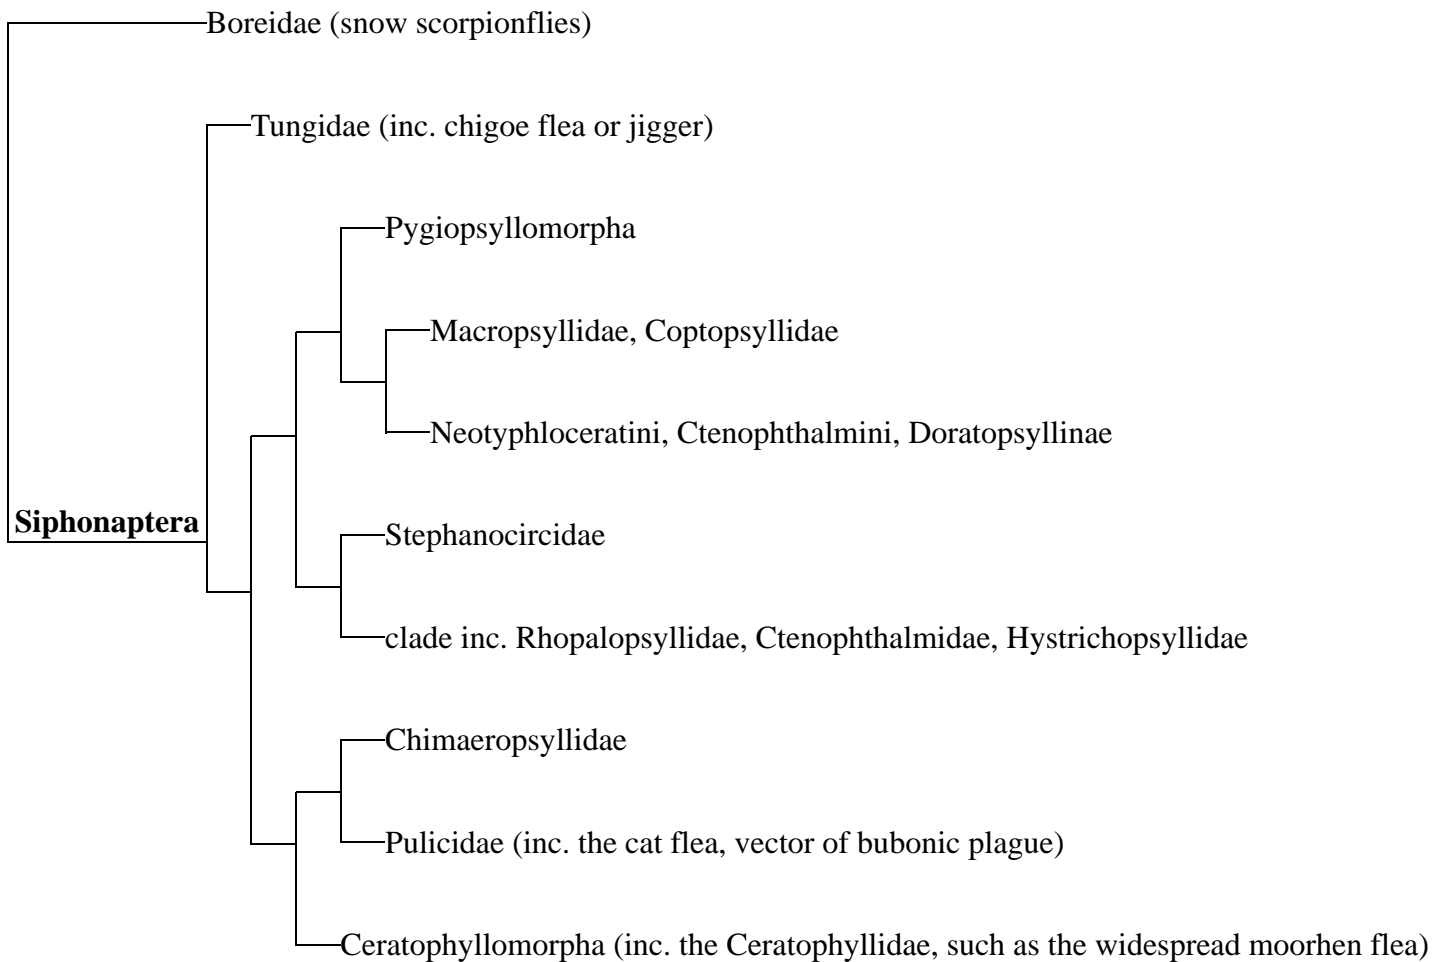 Boreidae (snow scorpionflies)
Tungidae (inc. chigoe flea or jigger)
Pygiopsyllomorpha
Macropsyllidae, Coptopsyllidae
Neotyphloceratini, Ctenophthalmini, Doratopsyllinae
Siphonaptera
Stephanocircidae
clade inc. Rhopalopsyllidae, Ctenophthalmidae, Hystrichopsyllidae
Chimaeropsyllidae
Pulicidae (inc. the cat flea, vector of bubonic plague)
Ceratophyllomorpha (inc. the Ceratophyllidae, such as the widespread moorhen flea)